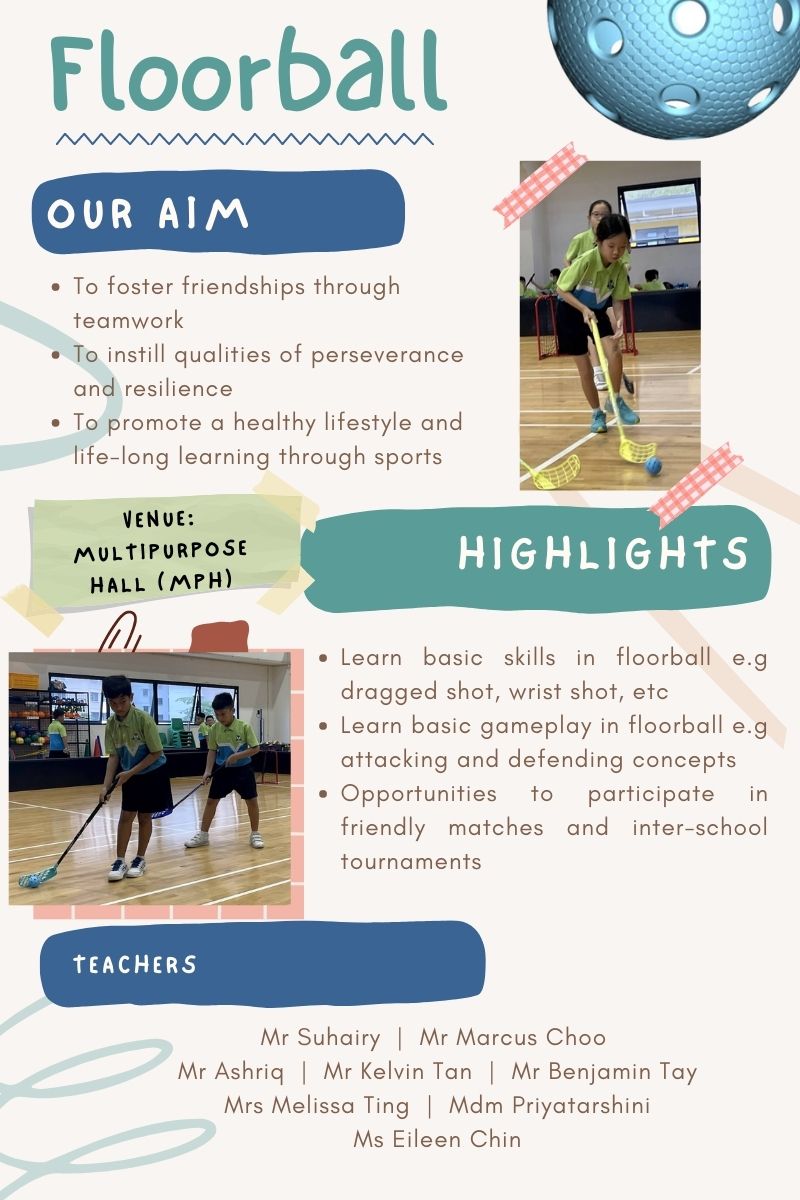 Floorball
OUR AIM
• To foster friendships through
teamwork
• To instill qualities of perseverance
and resilience
• To promote a healthy lifestyle and
life-long learning through sports
VENUE:
MULTIPURPOSE
HALL (MPH)
HIGHLIGHTS
• Learn basic skills in floorball e.g
dragged shot, wrist shot, etc
• Learn basic gameplay in floorball e.g
attacking and defending concepts
• Opportunities to participate in
friendly matches and inter-school
tournaments
TEACHERS
Mr Suhairy | Mr Marcus Choo
Mr Ashriq | Mr Kelvin Tan | Mr Benjamin Tay
Mrs Melissa Ting | Mdm Priyatarshini
Ms Eileen Chin